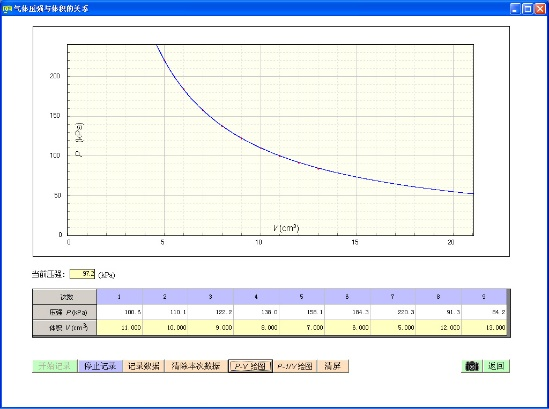 气体压强与体积的关系
200
150
100
50
0
P (kPa)
V (cm³)
0 5 10 15 20
当前压强: 97.2 (kPa)
次数 1 2 3 4 5 6 7 8 9
压强 P (kPa) 100.8 110.1 122.2 138.0 158.1 184.3 220.3 91.3 84.2
体积 V (cm³) 11.000 10.000 9.000 8.000 7.000 6.000 5.000 12.000 13.000
开始记录 停止记录 记录数据 清除本次数据 P-V 绘图 P-1/V 绘图 清屏 返回